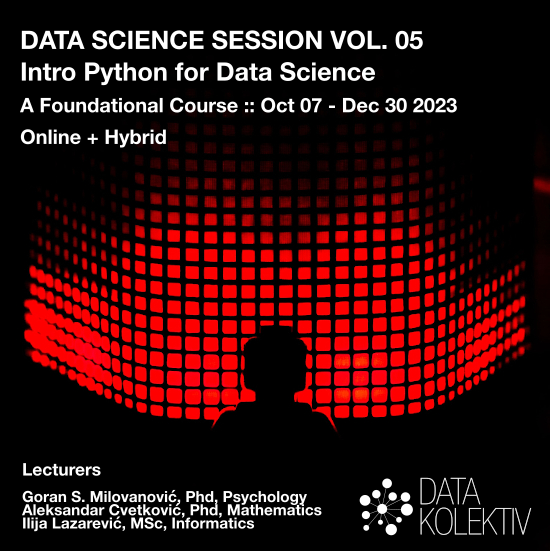 DATA SCIENCE SESSION VOL. 05
Intro Python for Data Science
A Foundational Course :: Oct 07 - Dec 30 2023
Online + Hybrid
Lecturers
Goran S. Milovanović, Phd, Psychology
Aleksandar Cvetković, Phd, Mathematics
Ilija Lazarević, MSc, Informatics
DATA
KOLEKTIV